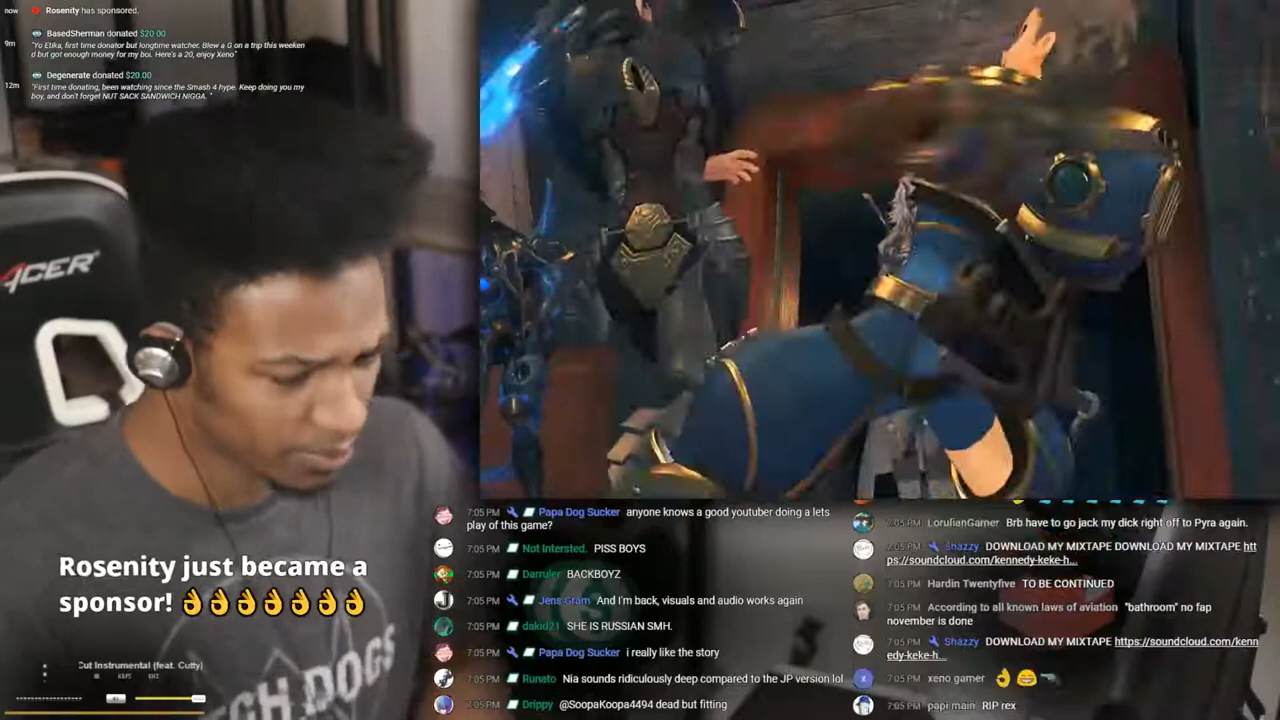 now Rosenity has sponsored.
BasedSherman donated $20.00
9m "Yo Etika, first time donator but longtime watcher. Blew a G on a trip this weeken
d but got enough money for my boi. Here's a 20, enjoy Xeno"
Degenerate donated $20.00
12m "First time donating, been watching since the Smash 4 hype. Keep doing you my
boy, and don't forget NUT SACK SANDWICH NIGGA. "
ACER
Rosenity just became a
sponsor! 👌👌👌👌👌👌👌
Cut Instrumental (feat. Cutty)
KBPS KHZ
TECH DOGS
7:05 PM Papa Dog Sucker anyone knows a good youtuber doing a lets
play of this game?
7:05 PM Not Intersted. PISS BOYS
7:05 PM Darruler BACKBOYZ
7:05 PM Jens Gram And I'm back, visuals and audio works again
7:05 PM dakid21 SHE IS RUSSIAN SMH.
7:05 PM Papa Dog Sucker i really like the story
7:05 PM Runato Nia sounds ridiculously deep compared to the JP version lol
7:05 PM Drippy @SoopaKoopa4494 dead but fitting
7:05 PM LorulianGamer Brb have to go jack my dick right off to Pyra again.
7:05 PM Shazzy DOWNLOAD MY MIXTAPE DOWNLOAD MY MIXTAPE htt
ps://soundcloud.com/kennedy-keke-h...
7:05 PM Hardin Twentyfire TO BE CONTINUED
7:05 PM According to all known laws of aviation "bathroom" no fap
november is done
7:05 PM Shazzy DOWNLOAD MY MIXTAPE https://soundcloud.com/kenn
edy-keke-h...
7:05 PM xeno gamer 👌😂🔫
7:05 PM papi main RIP rex